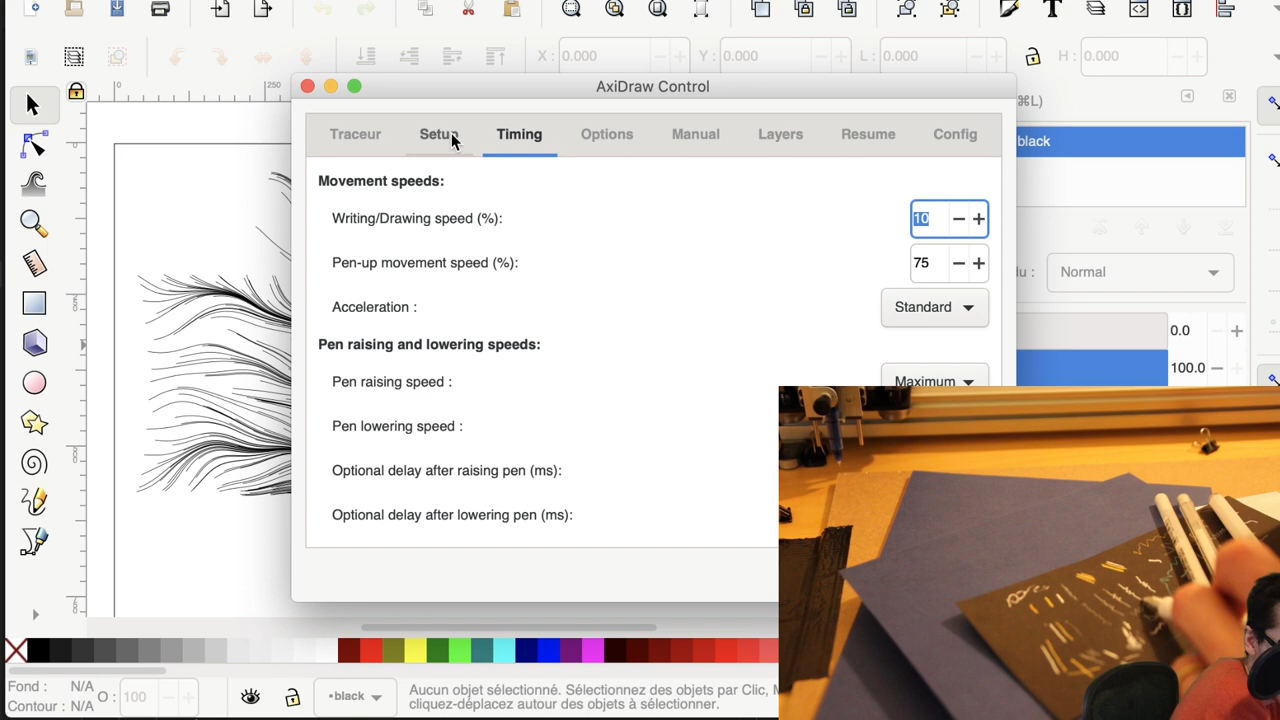 X : 0.000 Y : 0.000 L : 0.000 H : 0.000
0 250
AxiDraw Control
⌘L)
Traceur Setup Timing Options Manual Layers Resume Config
black
Movement speeds:
Writing/Drawing speed (%): 10
Pen-up movement speed (%): 75
u : Normal
Acceleration : Standard
0.0
Pen raising and lowering speeds:
100.0
Pen raising speed : Maximum
Pen lowering speed :
Optional delay after raising pen (ms):
Optional delay after lowering pen (ms):
Fond : N/A
Contour : N/A
O : 100
•black
Aucun objet sélectionné. Sélectionnez des objets par Clic, M
cliquez-déplacez autour des objets à sélectionner.